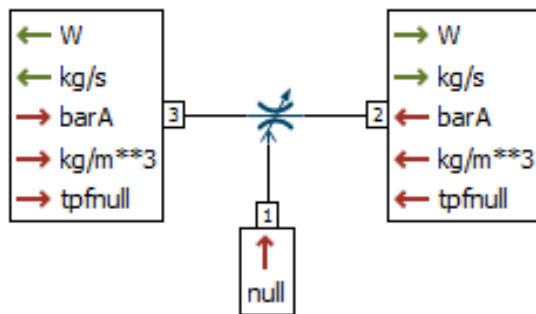 W
kg/s
barA
kg/m**3
tpfnull
3
2
W
kg/s
barA
kg/m**3
tpfnull
1
null